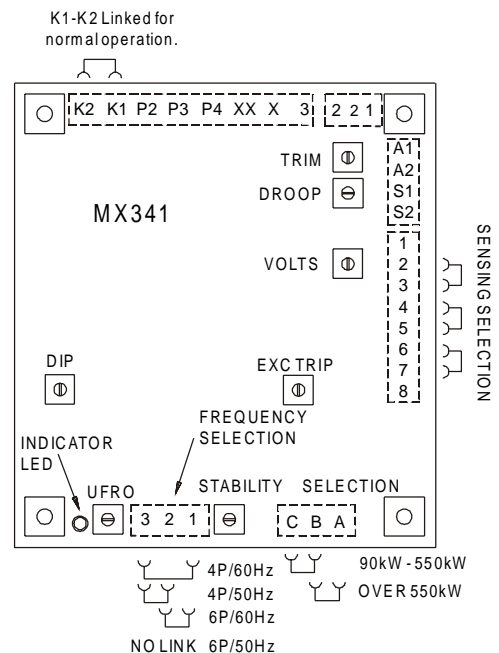 K1-K2 Linked for
normal operation.
K2 K1 P2 P3 P4 XX X 3 2 2 1
TRIM
DROOP
A1
A2
S1
S2
MX341
VOLTS
1
2
3
4
5
6
7
8
SENSING SELECTION
DIP
EXC TRIP
FREQUENCY
SELECTION
INDICATOR
LED
UFRO
STABILITY SELECTION
3 2 1
C B A
4P/60Hz
4P/50Hz
6P/60Hz
NO LINK 6P/50Hz
90kW - 550kW
OVER 550kW